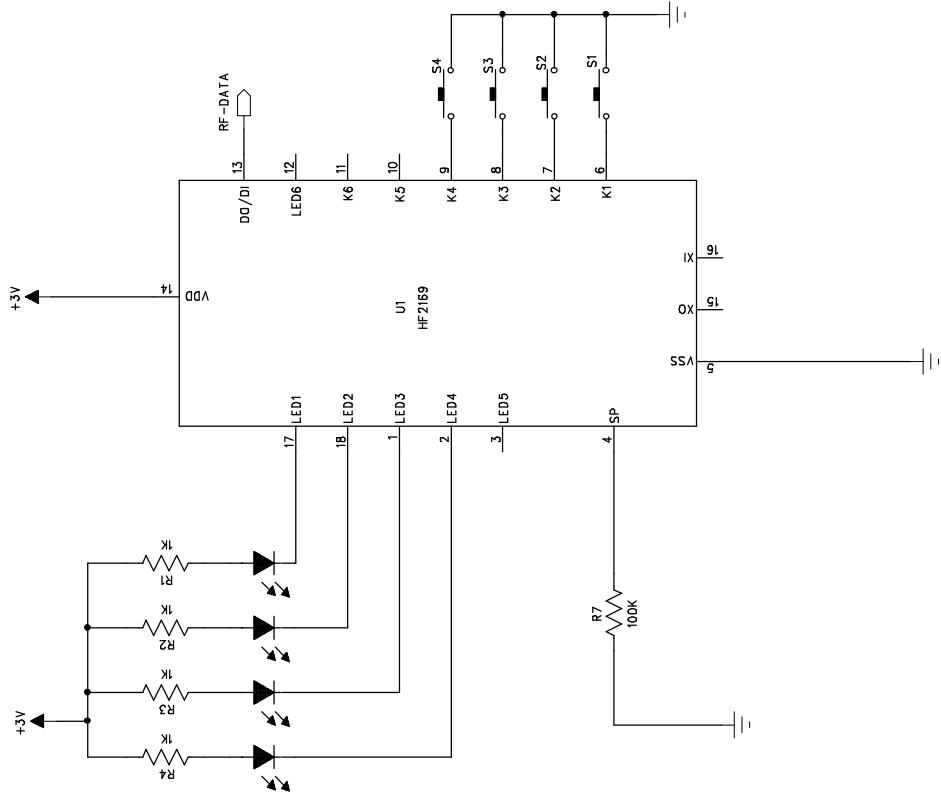 +3V
+3V
R4
1K
R3
1K
R2
1K
R1
1K
17
LED1
18
LED2
1
LED3
2
LED4
3
LED5
4
SP
R7
100K
14
VDD
U1
HF2169
VSS
5
XO
15
XI
16
13
DD/DI
RF-DATA
12
LED6
11
K6
10
K5
9
K4
S4
8
K3
S3
7
K2
S2
6
K1
S1